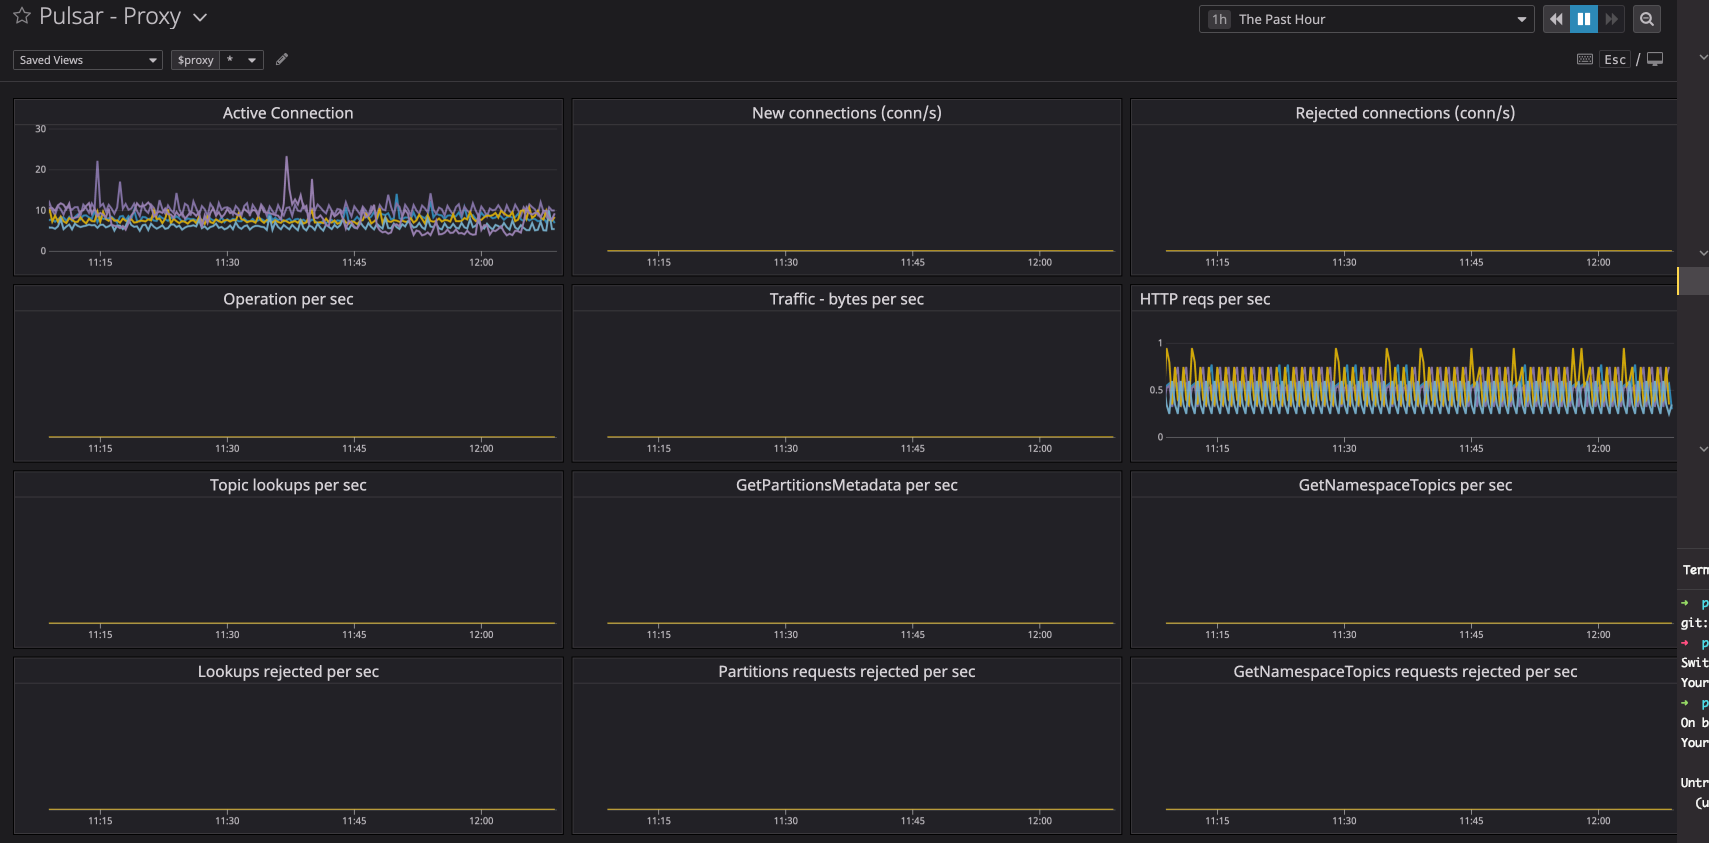 Pulsar - Proxy
1h The Past Hour
Saved Views
$proxy *
Esc /
Active Connection
30
20
10
0
11:15 11:30 11:45 12:00
New connections (conn/s)
11:15 11:30 11:45 12:00
Rejected connections (conn/s)
11:15 11:30 11:45 12:00
Operation per sec
11:15 11:30 11:45 12:00
Traffic - bytes per sec
11:15 11:30 11:45 12:00
HTTP reqs per sec
1
0.5
0
11:15 11:30 11:45 12:00
Topic lookups per sec
11:15 11:30 11:45 12:00
GetPartitionsMetadata per sec
11:15 11:30 11:45 12:00
GetNamespaceTopics per sec
11:15 11:30 11:45 12:00
Lookups rejected per sec
11:15 11:30 11:45 12:00
Partitions requests rejected per sec
11:15 11:30 11:45 12:00
GetNamespaceTopics requests rejected per sec
11:15 11:30 11:45 12:00
Term
→ p
git:
→ p
Swit
Your
→ p
On b
Your
Untr
(u